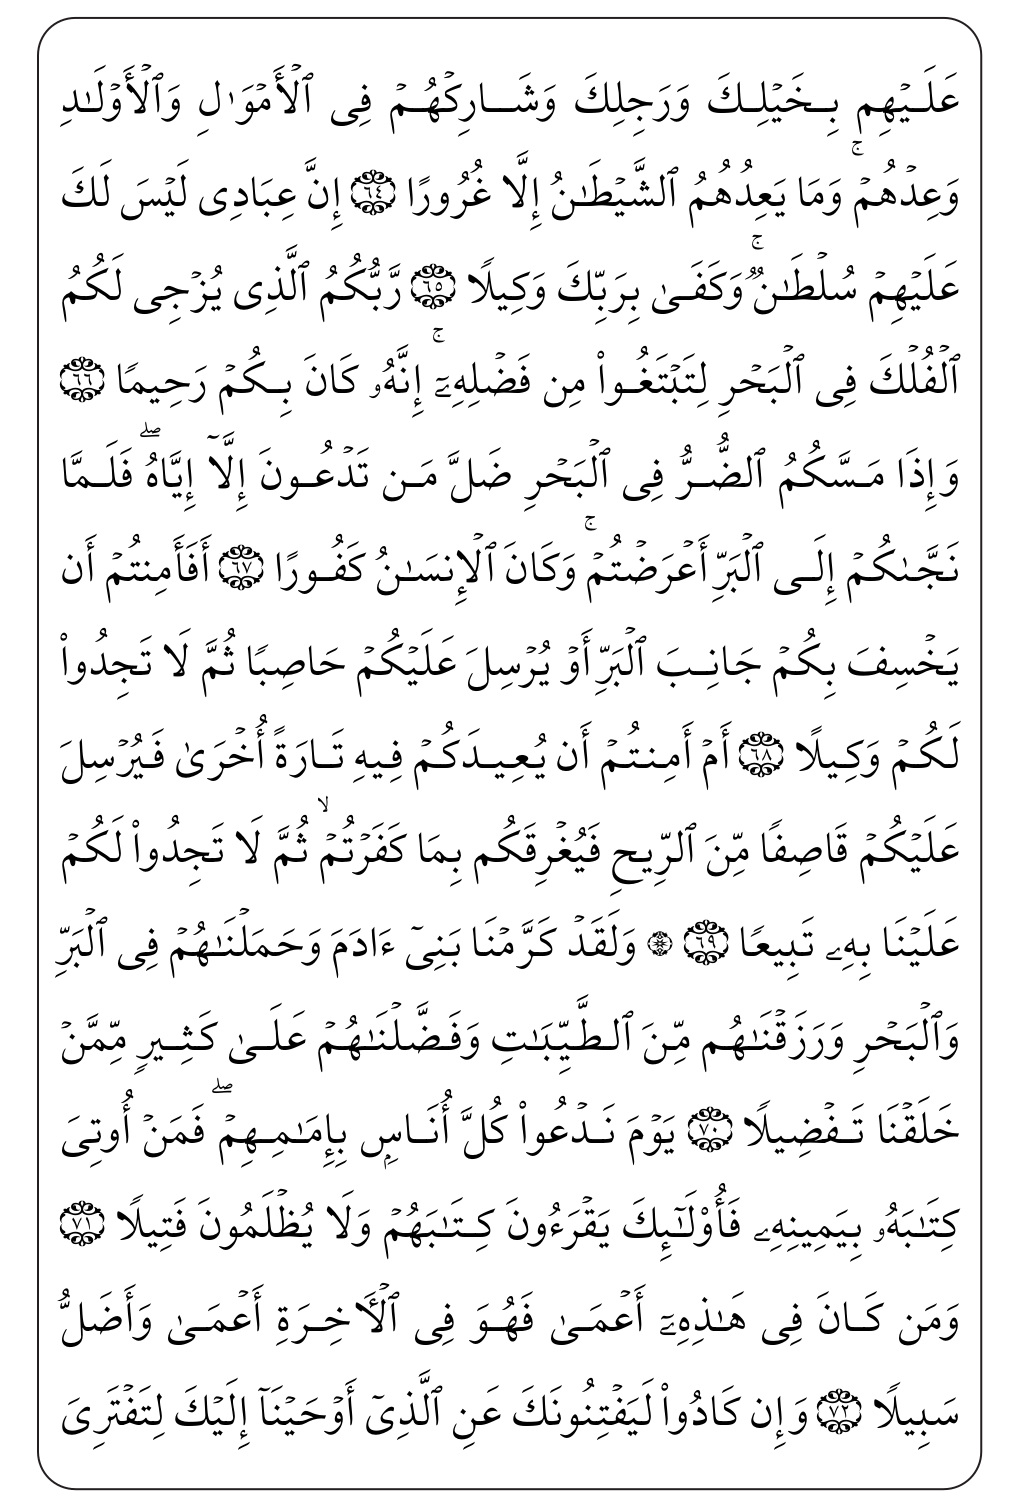 عَلَيۡهِم بِخَيۡلِكَ وَرَجِلِكَ وَشَارِكۡهُمۡ فِى ٱلۡأَمۡوَٰلِ وَٱلۡأَوۡلَـٰدِ
وَعِدۡهُمۡۚ وَمَا يَعِدُهُمُ ٱلشَّيۡطَـٰنُ إِلَّا غُرُورًا ٦٤ إِنَّ عِبَادِى لَيۡسَ لَكَ
عَلَيۡهِمۡ سُلۡطَـٰنࣱۚ وَكَفَىٰ بِرَبِّكَ وَكِيلًا ٦٥ رَّبُّكُمُ ٱلَّذِى يُزۡجِى لَكُمُ
ٱلۡفُلۡكَ فِى ٱلۡبَحۡرِ لِتَبۡتَغُوا۟ مِن فَضۡلِهِۦٓۚ إِنَّهُۥ كَانَ بِكُمۡ رَحِيمࣰا ٦٦
وَإِذَا مَسَّكُمُ ٱلضُّرُّ فِى ٱلۡبَحۡرِ ضَلَّ مَن تَدۡعُونَ إِلَّآ إِيَّاهُۖ فَلَمَّا
نَجَّىٰكُمۡ إِلَى ٱلۡبَرِّ أَعۡرَضۡتُمۡۚ وَكَانَ ٱلۡإِنسَـٰنُ كَفُورًا ٦٧ أَفَأَمِنتُمۡ أَن
يَخۡسِفَ بِكُمۡ جَانِبَ ٱلۡبَرِّ أَوۡ يُرۡسِلَ عَلَيۡكُمۡ حَاصِبࣰا ثُمَّ لَا تَجِدُوا۟
لَكُمۡ وَكِيلًا ٦٨ أَمۡ أَمِنتُمۡ أَن يُعِيدَكُمۡ فِيهِ تَارَةً أُخۡرَىٰ فَيُرۡسِلَ
عَلَيۡكُمۡ قَاصِفࣰا مِّنَ ٱلرِّيحِ فَيُغۡرِقَكُم بِمَا كَفَرۡتُمۡۙ ثُمَّ لَا تَجِدُوا۟ لَكُمۡ
عَلَيۡنَا بِهِۦ تَبِيعࣰا ٦٩ ۞ وَلَقَدۡ كَرَّمۡنَا بَنِىٓ ءَادَمَ وَحَمَلۡنَـٰهُمۡ فِى ٱلۡبَرِّ
وَٱلۡبَحۡرِ وَرَزَقۡنَـٰهُم مِّنَ ٱلطَّيِّبَـٰتِ وَفَضَّلۡنَـٰهُمۡ عَلَىٰ كَثِيرࣲ مِّمَّنۡ
خَلَقۡنَا تَفۡضِيلࣰا ٧٠ يَوۡمَ نَدۡعُوا۟ كُلَّ أُنَاسِۭ بِإِمَـٰمِهِمۡۖ فَمَنۡ أُوتِىَ
كِتَـٰبَهُۥ بِيَمِينِهِۦ فَأُو۟لَـٰٓئِكَ يَقۡرَءُونَ كِتَـٰبَهُمۡ وَلَا يُظۡلَمُونَ فَتِيلࣰا ٧١
وَمَن كَانَ فِى هَـٰذِهِۦٓ أَعۡمَىٰ فَهُوَ فِى ٱلۡـَٔاخِرَةِ أَعۡمَىٰ وَأَضَلُّ
سَبِيلࣰا ٧٢ وَإِن كَادُوا۟ لَيَفۡتِنُونَكَ عَنِ ٱلَّذِىٓ أَوۡحَيۡنَآ إِلَيۡكَ لِتَفۡتَرِىَ